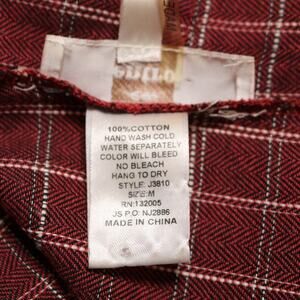 100%COTTON
HAND WASH COLD
WATER SEPARATELY
COLOR WILL BLEED
NO BLEACH
HANG TO DRY
STYLE: J3810
SIZE:M
RN:132005
JS P.O: NJ2886
MADE IN CHINA